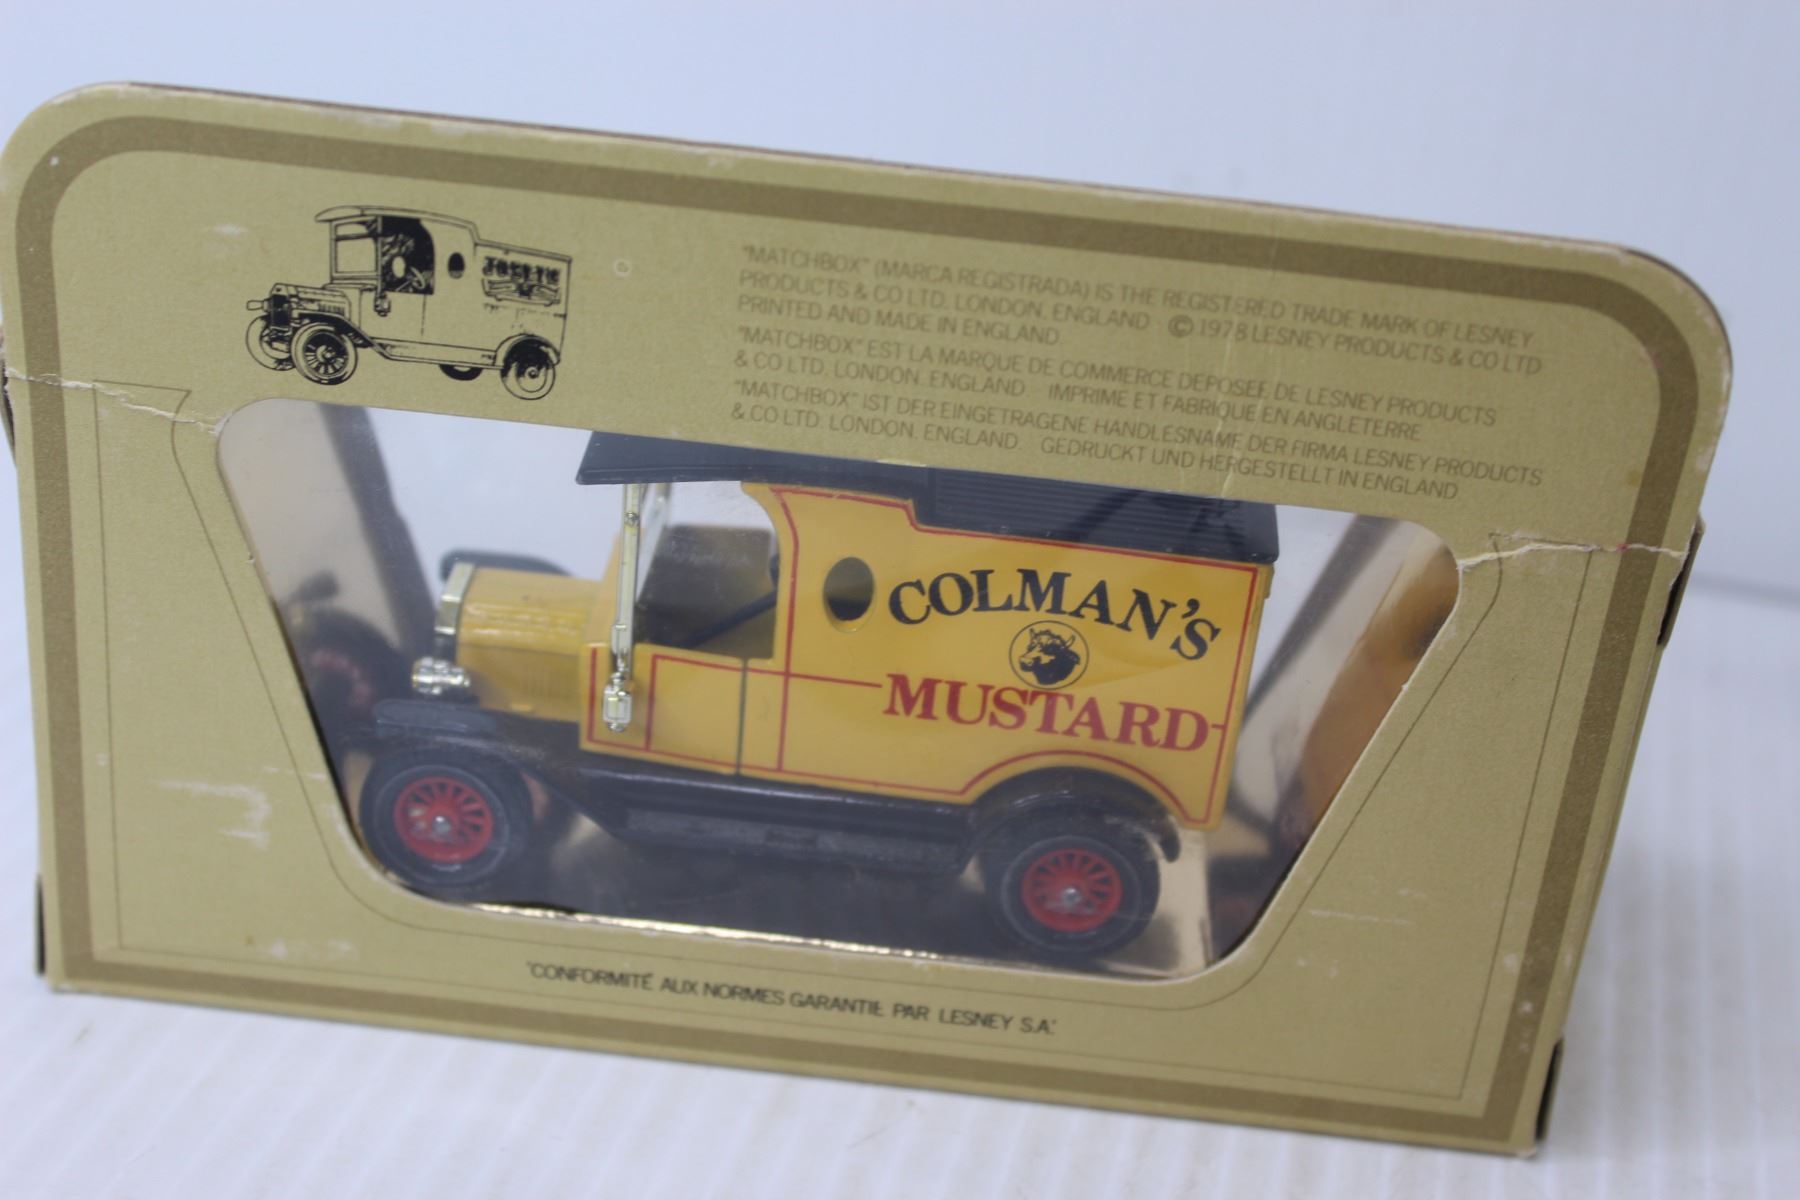 "MATCHBOX" (MARCA REGISTRADA) IS THE REGISTERED TRADE MARK OF LESNEY
PRODUCTS & CO LTD. LONDON. ENGLAND © 1978 LESNEY PRODUCTS & CO LTD
PRINTED AND MADE IN ENGLAND
"MATCHBOX" EST LA MARQUE DE COMMERCE DEPOSEE DE LESNEY PRODUCTS
& CO LTD. LONDON. ENGLAND IMPRIME ET FABRIQUE EN ANGLETERRE
"MATCHBOX" IST DER EINGETRAGENE HANDLESNAME DER FIRMA LESNEY PRODUCTS
& CO LTD. LONDON. ENGLAND. GEDRUCKT UND HERGESTELLT IN ENGLAND
COLMAN'S
MUSTARD
"CONFORMITÉ AUX NORMES GARANTIE PAR LESNEY S.A."